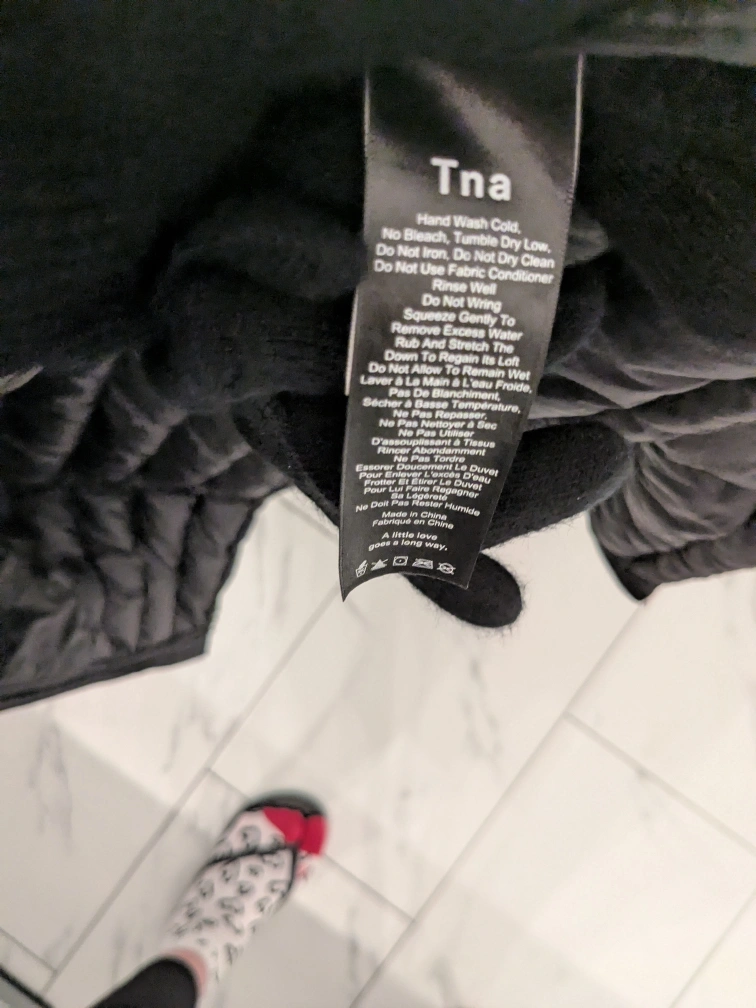 Tna
Hand Wash Cold,
No Bleach, Tumble Dry Low,
Do Not Iron, Do Not Dry Clean
Do Not Use Fabric Conditioner
Rinse Well
Do Not Wring
Squeeze Gently To
Remove Excess Water
Rub And Stretch The
Down To Regain Its Loft
Do Not Allow To Remain Wet
Laver à La Main à L'eau Froide,
Pas De Blanchiment,
Sécher à Basse Température,
Ne Pas Repasser,
Ne Pas Nettoyer à Sec
Ne Pas Utiliser
D'assouplissant à Tissus
Rincer Abondamment
Ne Pas Tordre
Essorer Doucement Le Duvet
Pour Enlever L'excès D'eau
Frotter Et Étirer Le Duvet
Pour Lui Faire Regagner
Sa Légèreté
Ne Doit Pas Rester Humide
Made in China
Fabriqué en Chine
A little love
goes a long way.